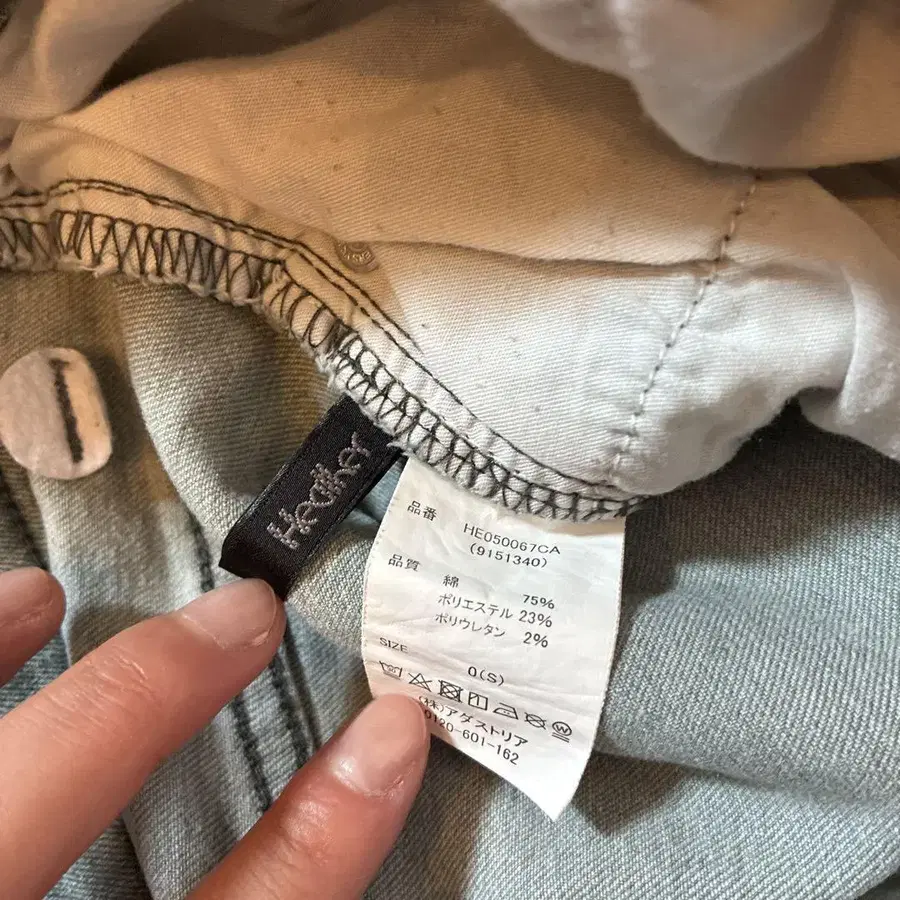 Heather
品番 HE050067CA
(9151340)
品質 綿 75%
ポリエステル 23%
ポリウレタン 2%
SIZE
0(S)
(株)アダストリア
0120-601-162